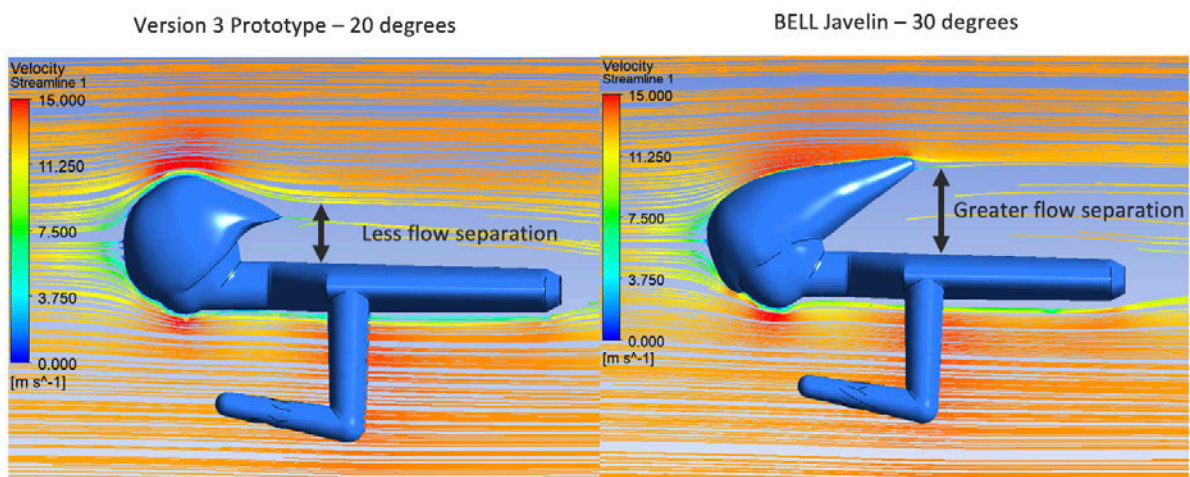 Version 3 Prototype – 20 degrees
BELL Javelin – 30 degrees
Velocity
Streamline 1
15.000
11.250
7.500
3.750
0.000
[m s^-1]
Less flow separation
Velocity
Streamline 1
15.000
11.250
7.500
3.750
0.000
[m s^-1]
Greater flow separation